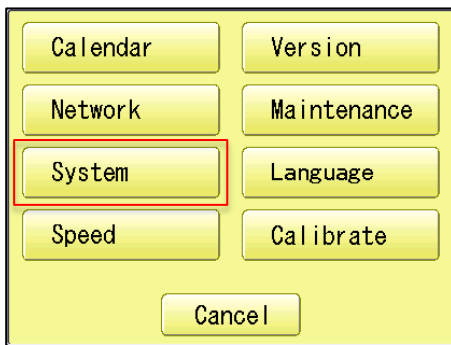 Calendar
Version
Network
Maintenance
System
Language
Speed
Calibrate
Cancel